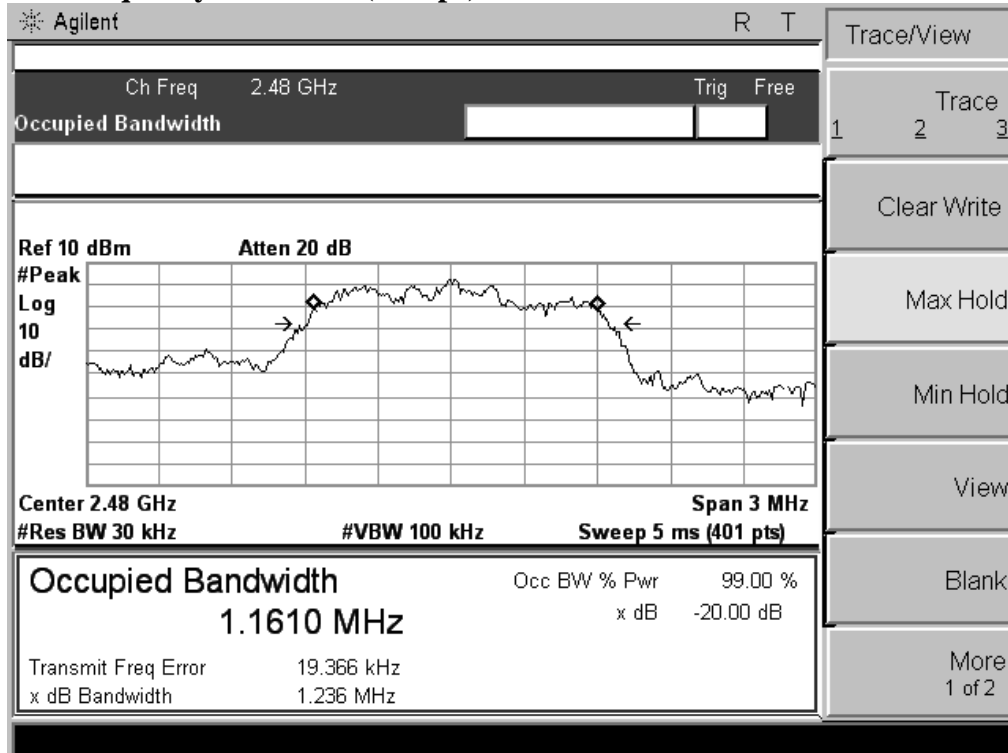 Agilent R T
Trace/View
Ch Freq 2.48 GHz Trig Free
Occupied Bandwidth
Trace
1 2 3
Clear Write
Max Hold
Min Hold
View
Blank
More
1 of 2
Ref 10 dBm Atten 20 dB
#Peak
Log
10
dB/
Center 2.48 GHz Span 3 MHz
#Res BW 30 kHz #VBW 100 kHz Sweep 5 ms (401 pts)
Occupied Bandwidth Occ BW % Pwr 99.00 %
1.1610 MHz x dB -20.00 dB
Transmit Freq Error 19.366 kHz
x dB Bandwidth 1.236 MHz